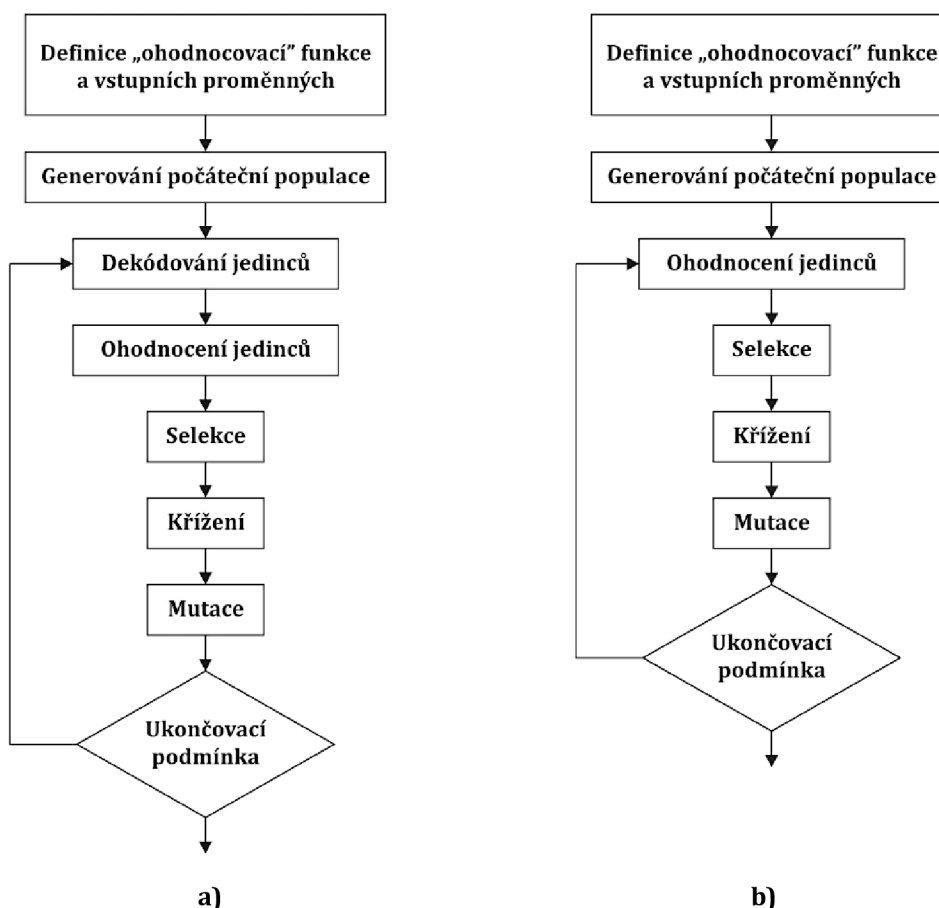 Definice „ohodnocovací” funkce
a vstupních proměnných
Generování počáteční populace
Dekódování jedinců
Ohodnocení jedinců
Selekce
Křížení
Mutace
Ukončovací
podmínka
a)
Definice „ohodnocovací” funkce
a vstupních proměnných
Generování počáteční populace
Ohodnocení jedinců
Selekce
Křížení
Mutace
Ukončovací
podmínka
b)